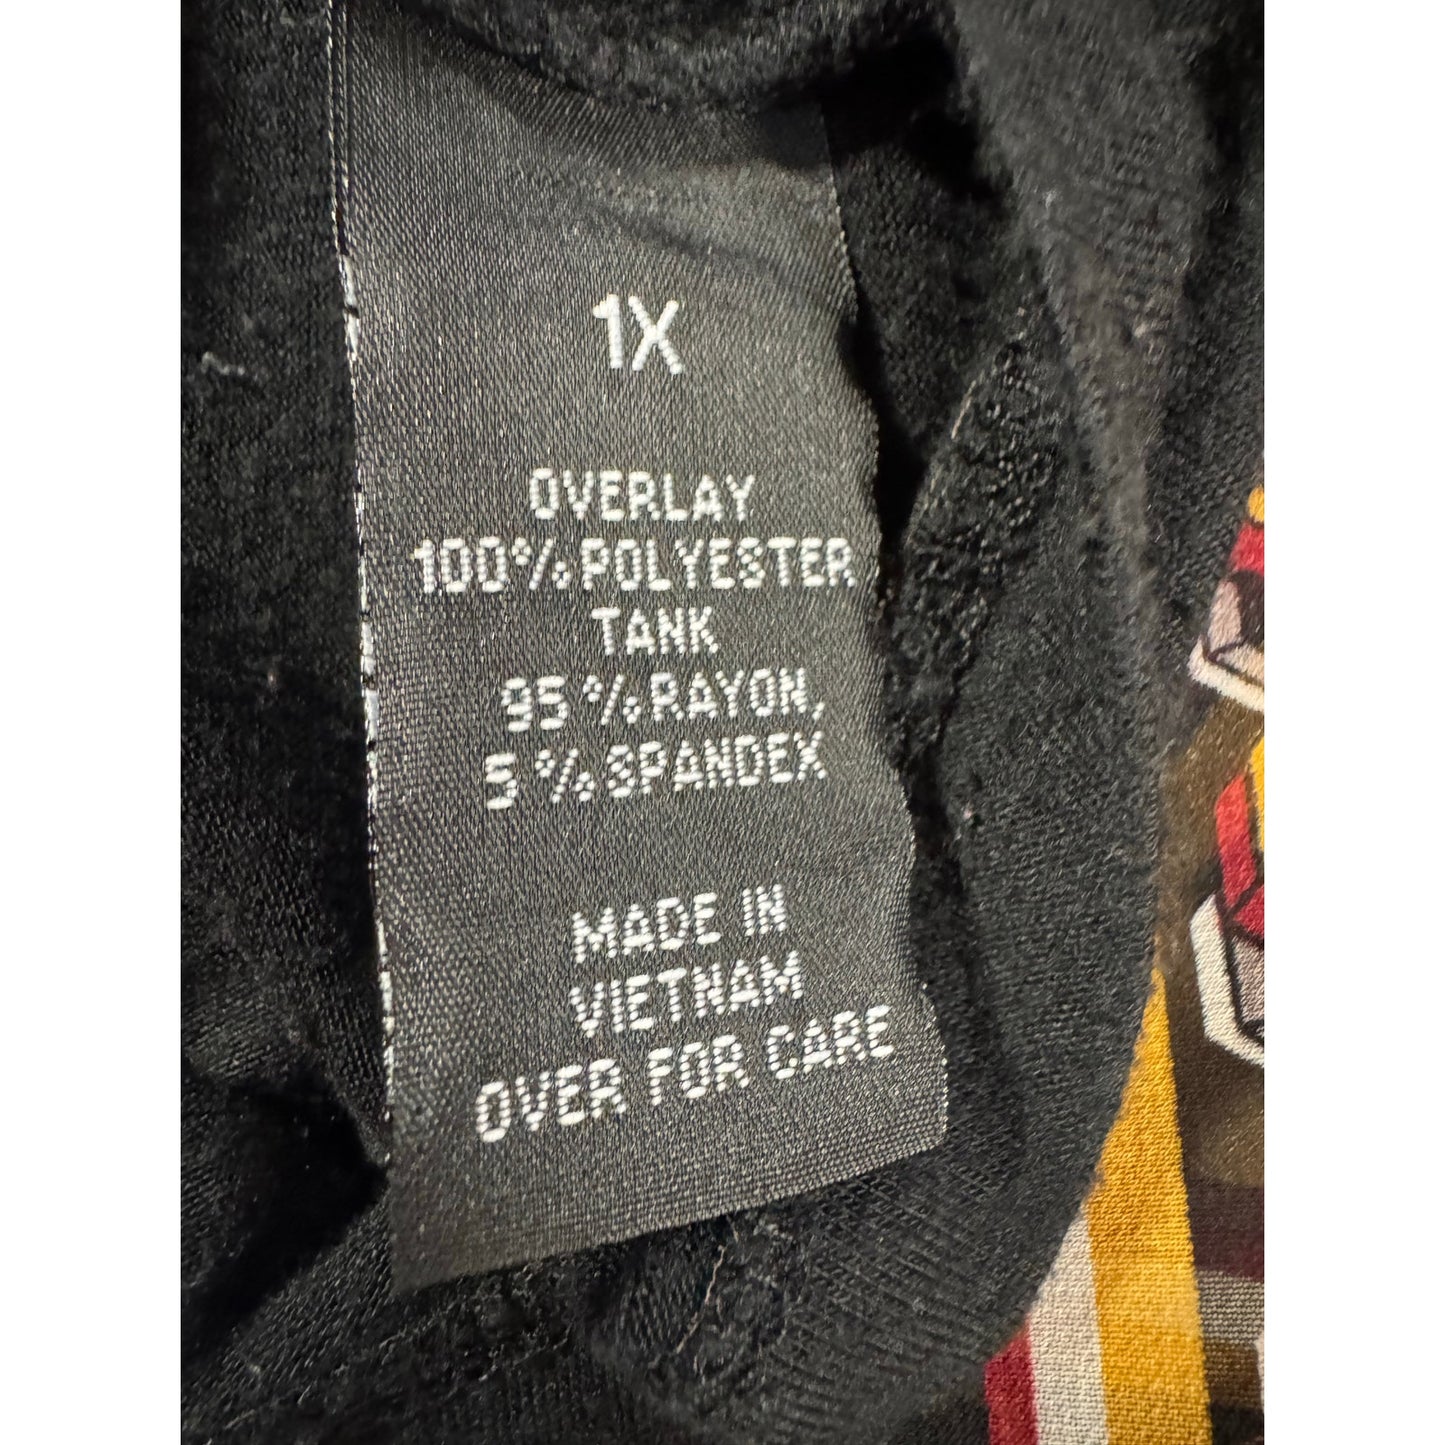 1X
OVERLAY
100% POLYESTER
TANK
95% RAYON,
5% SPANDEX
MADE IN
VIETNAM
OVER FOR CARE